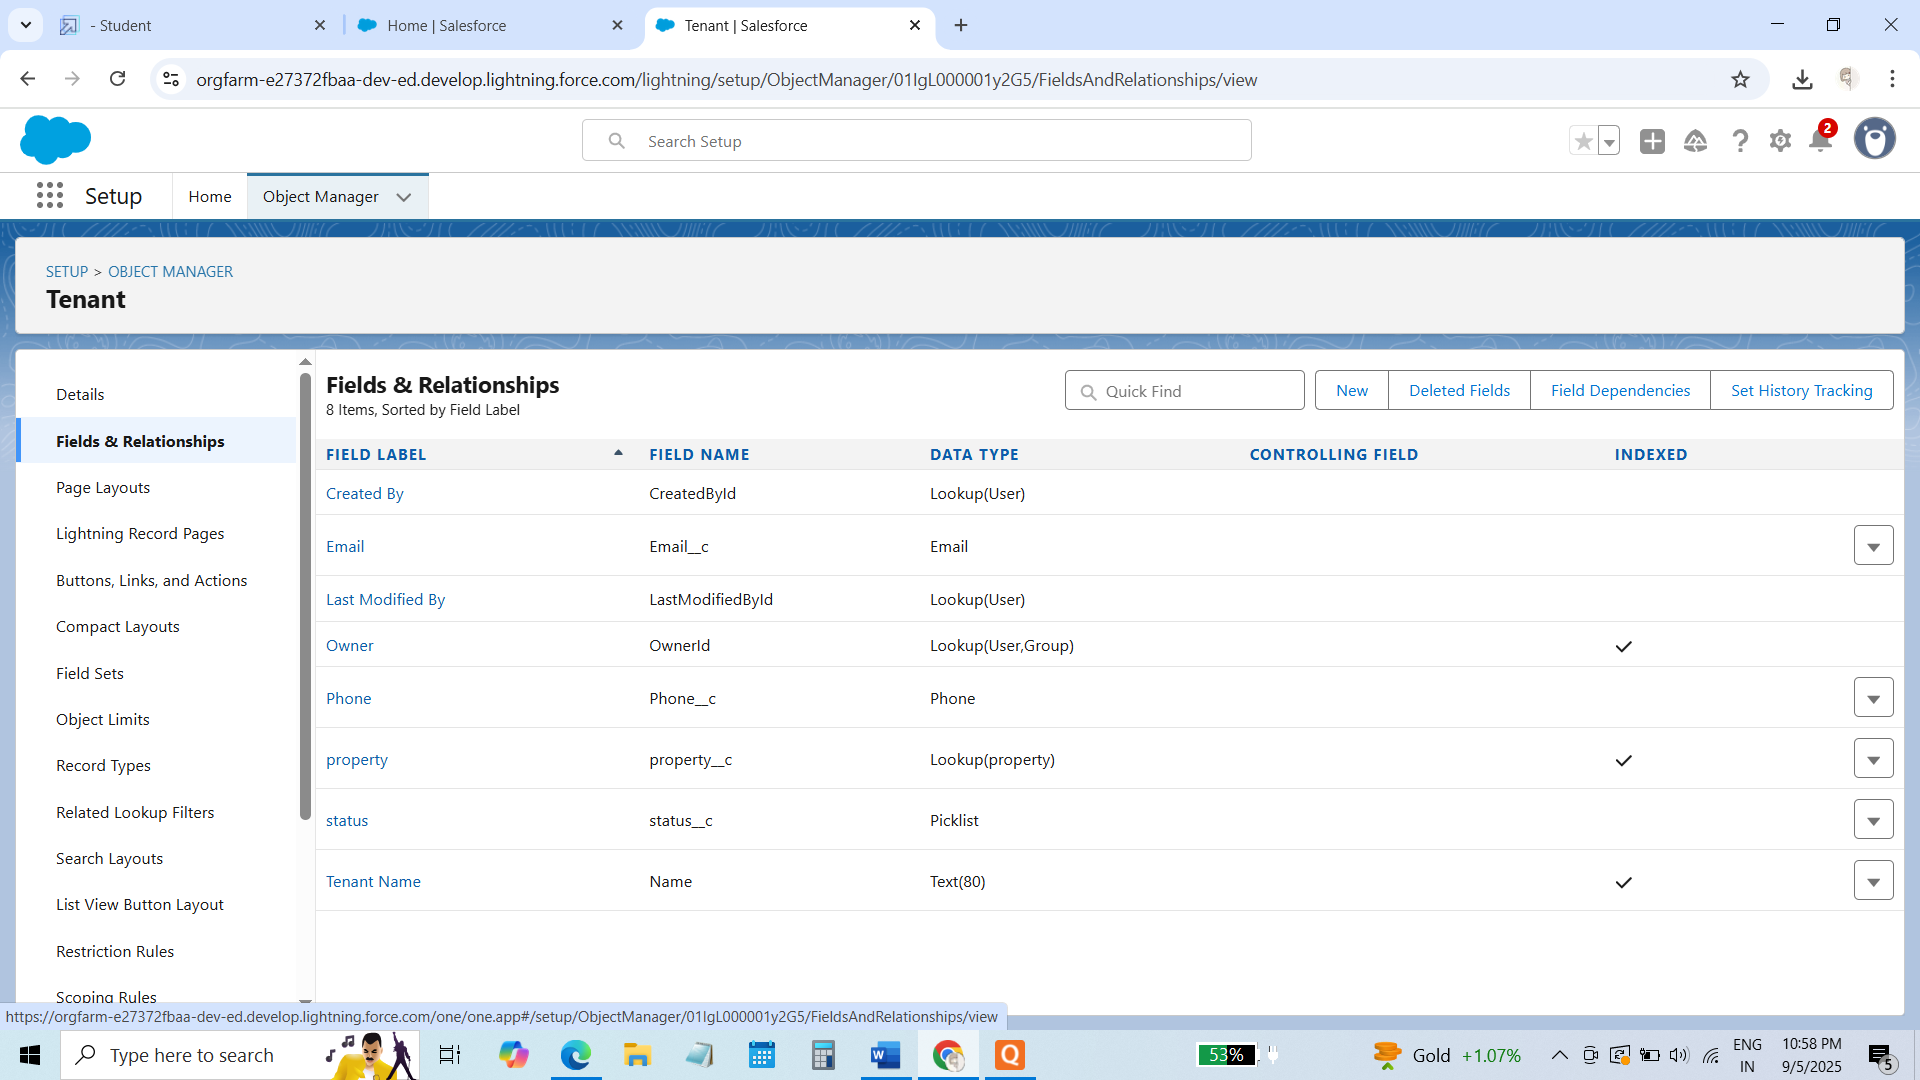 - Student
Home | Salesforce
Tenant | Salesforce
orgfarm-e27372fbaa-dev-ed.develop.lightning.force.com/lightning/setup/ObjectManager/01IgL000001y2G5/FieldsAndRelationships/view
Search Setup
2
Setup
Home
Object Manager
SETUP > OBJECT MANAGER
Tenant
Details
Fields & Relationships
Page Layouts
Lightning Record Pages
Buttons, Links, and Actions
Compact Layouts
Field Sets
Object Limits
Record Types
Related Lookup Filters
Search Layouts
List View Button Layout
Restriction Rules
Scoping Rules
Fields & Relationships
8 Items, Sorted by Field Label
Quick Find
New
Deleted Fields
Field Dependencies
Set History Tracking
FIELD LABEL FIELD NAME DATA TYPE CONTROLLING FIELD INDEXED
Created By CreatedById Lookup(User)
Email Email__c Email
Last Modified By LastModifiedById Lookup(User)
Owner OwnerId Lookup(User,Group)
Phone Phone__c Phone
property property__c Lookup(property)
status status__c Picklist
Tenant Name Name Text(80)
https://orgfarm-e27372fbaa-dev-ed.develop.lightning.force.com/one/one.app#/setup/ObjectManager/01IgL000001y2G5/FieldsAndRelationships/view
Type here to search
53%
Gold +1.07%
ENG
IN
10:58 PM
9/5/2025
5